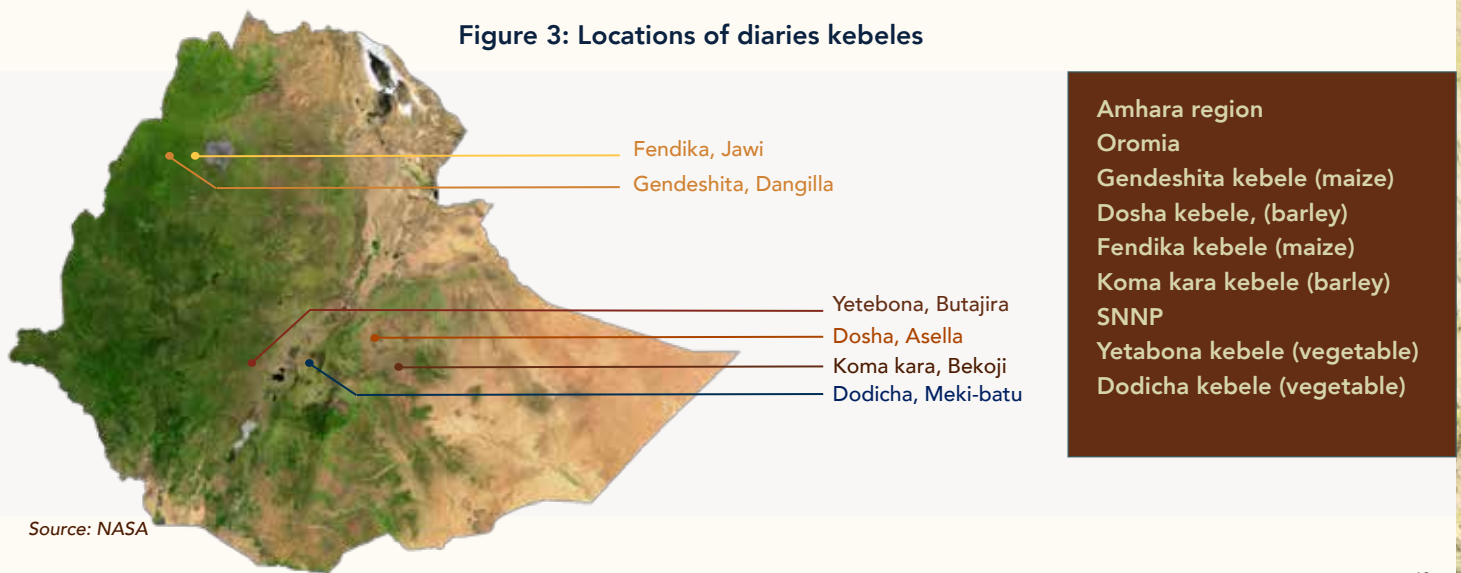 Figure 3: Locations of diaries kebeles
Fendika, Jawi
Gendeshita, Dangilla
Yetebona, Butajira
Dosha, Asella
Koma kara, Bekoji
Dodicha, Meki-batu
Amhara region
Oromia
Gendeshita kebele (maize)
Dosha kebele, (barley)
Fendika kebele (maize)
Koma kara kebele (barley)
SNNP
Yetabona kebele (vegetable)
Dodicha kebele (vegetable)
Source: NASA